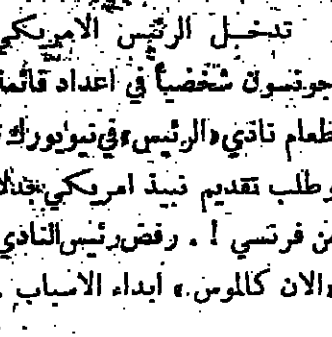 تدخل الرئيس الامريكي
جونسون شخصياً في اعداد قائمة
طعام نادي «الرئيس» في نيويورك
وطلب تقديم نبيذ امريكي بدلا
من فرنسي ! . رفض رئيس النادي
«الان كالموس.» ابداء الاسباب .